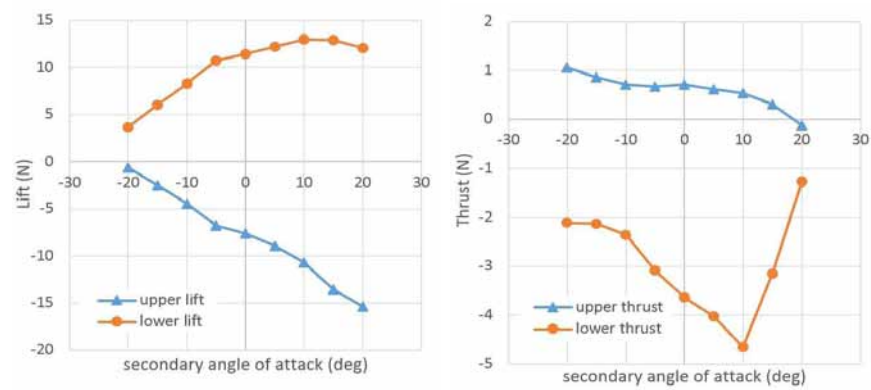 15
10
5
0
-30 -20 -10 0 10 20 30
-5
-10
-15
-20
Lift (N)
upper lift
lower lift
secondary angle of attack (deg)
2
1
0
-30 -20 -10 0 10 20 30
-1
-2
-3
-4
-5
Thrust (N)
upper thrust
lower thrust
secondary angle of attack (deg)